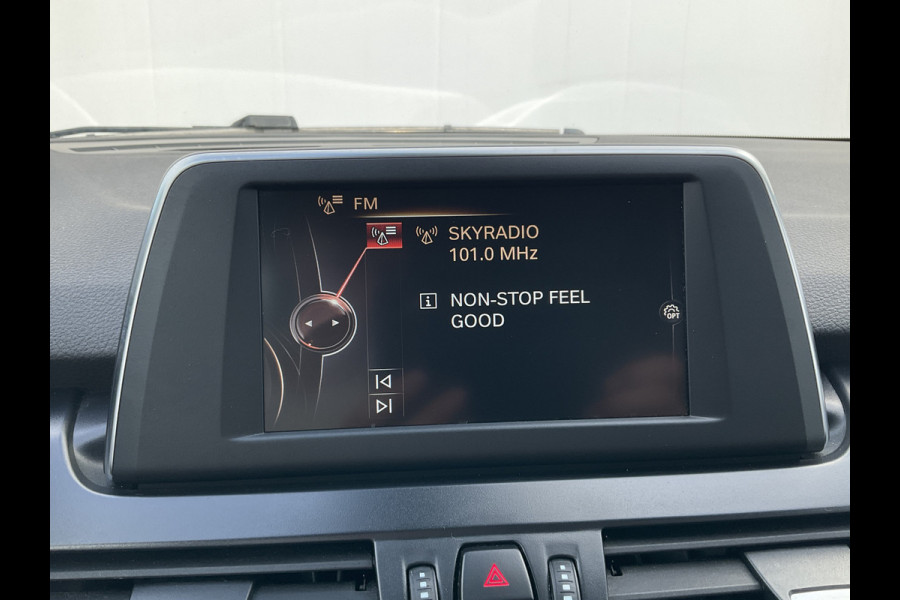 FM
SKYRADIO
101.0 MHz
i NON-STOP FEEL
GOOD
OPT